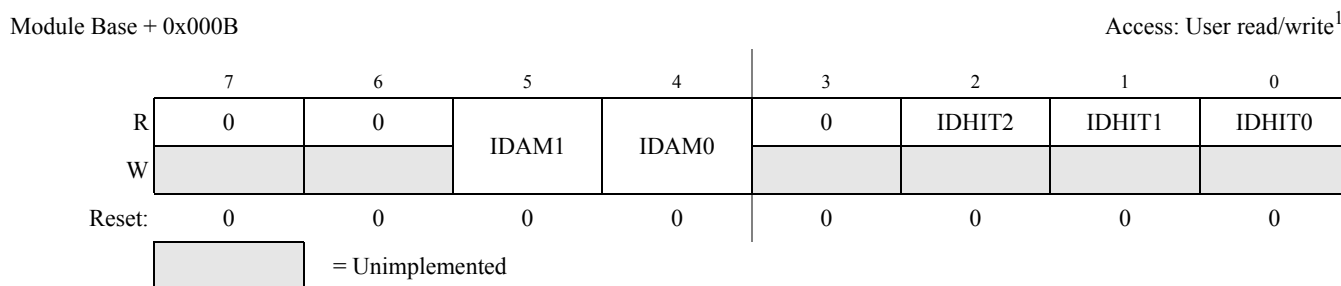 Module Base + 0x000B Access: User read/write1
7 6 5 4 3 2 1 0
R 0 0 IDAM1 IDAM0 0 IDHIT2 IDHIT1 IDHIT0
W
Reset: 0 0 0 0 0 0 0 0
= Unimplemented